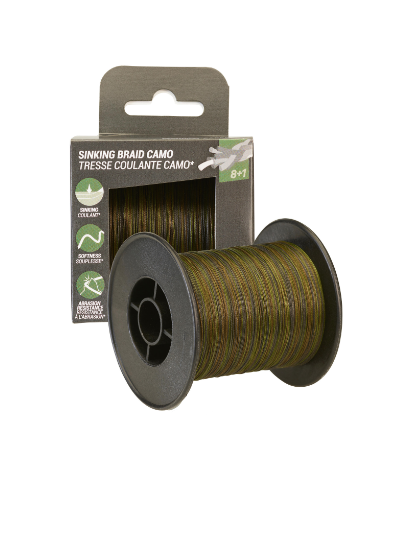 SINKING BRAID CAMO
TRESSE COULANTE CAMO*
8+1
SINKING
COULANT*
SOFTNESS
SOUPLESSE*
ABRASION
RESISTANCE
RÉSISTANCE
À L'ABRASION*